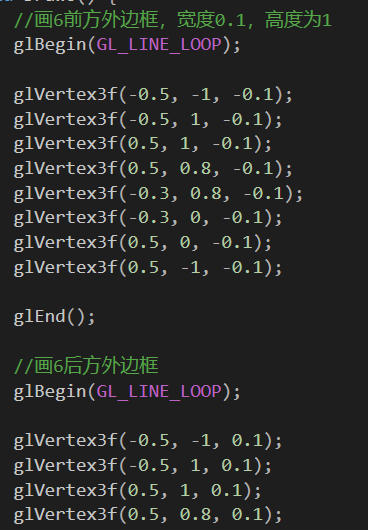 //画6前方外边框，宽度0.1，高度为1
glBegin(GL_LINE_LOOP);
glVertex3f(-0.5, -1, -0.1);
glVertex3f(-0.5, 1, -0.1);
glVertex3f(0.5, 1, -0.1);
glVertex3f(0.5, 0.8, -0.1);
glVertex3f(-0.3, 0.8, -0.1);
glVertex3f(-0.3, 0, -0.1);
glVertex3f(0.5, 0, -0.1);
glVertex3f(0.5, -1, -0.1);
glEnd();
//画6后方外边框
glBegin(GL_LINE_LOOP);
glVertex3f(-0.5, -1, 0.1);
glVertex3f(-0.5, 1, 0.1);
glVertex3f(0.5, 1, 0.1);
glVertex3f(0.5, 0.8, 0.1);